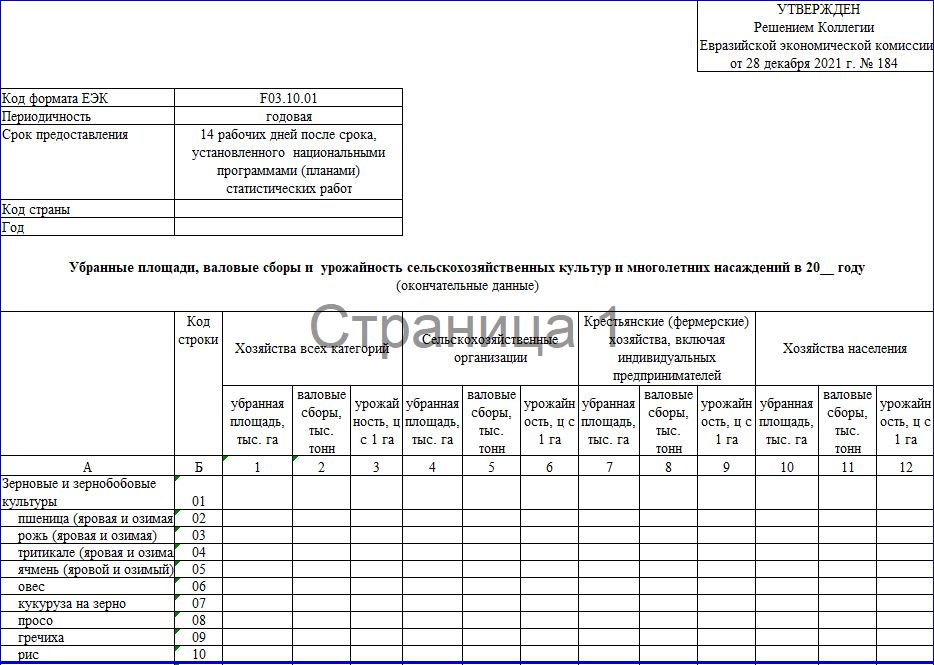 УТВЕРЖДЕН
Решением Коллегии
Евразийской экономической комиссии
от 28 декабря 2021 г. № 184
Код формата ЕЭК F03.10.01
Периодичность годовая
Срок предоставления 14 рабочих дней после срока,
установленного национальными
программами (планами)
статистических работ
Код страны
Год
Убранные площади, валовые сборы и урожайность сельскохозяйственных культур и многолетних насаждений в 20__ году
(окончательные данные)
Страница 1
Код
строки
Хозяйства всех категорий
Сельскохозяйственные
организации
Крестьянские (фермерские)
хозяйства, включая
индивидуальных
предпринимателей
Хозяйства населения
убранная
площадь,
тыс. га
валовые
сборы,
тыс.
тонн
урожай
ность, ц
с 1 га
убранная
площадь,
тыс. га
валовые
сборы,
тыс.
тонн
урожайн
ость, ц с
1 га
убранная
площадь,
тыс. га
валовые
сборы,
тыс.
тонн
урожайн
ость, ц с
1 га
убранная
площадь,
тыс. га
валовые
сборы,
тыс.
тонн
урожайн
ость, ц с
1 га
А Б 1 2 3 4 5 6 7 8 9 10 11 12
Зерновые и зернобобовые
культуры 01
пшеница (яровая и озимая 02
рожь (яровая и озимая) 03
тритикале (яровая и озима 04
ячмень (яровой и озимый) 05
овес 06
кукуруза на зерно 07
просо 08
гречиха 09
рис 10